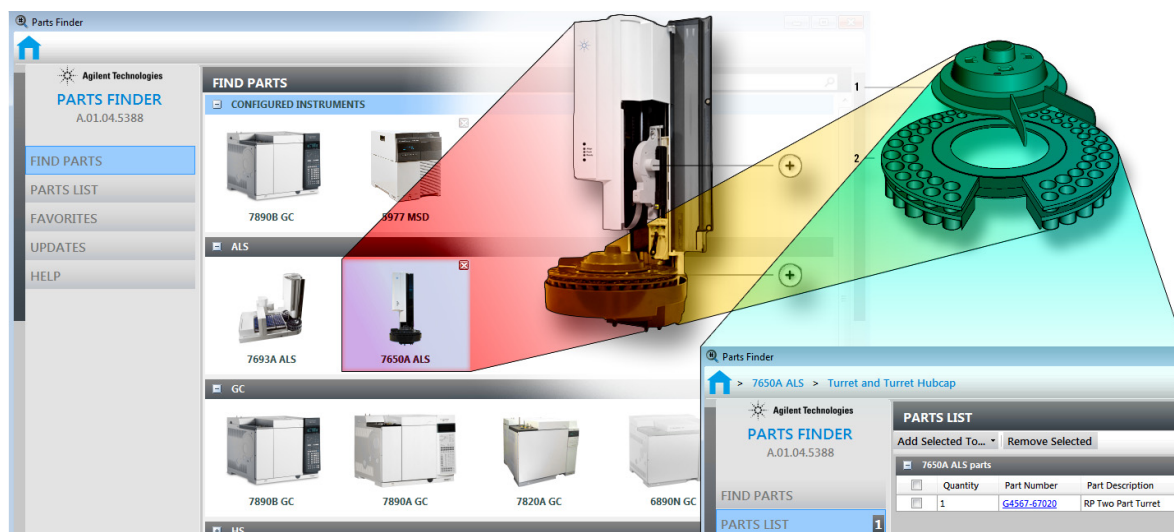 Parts Finder
Agilent Technologies
PARTS FINDER
A.01.04.5388
FIND PARTS
PARTS LIST
FAVORITES
UPDATES
HELP
FIND PARTS
CONFIGURED INSTRUMENTS
7890B GC
5977 MSD
ALS
7693A ALS
7650A ALS
GC
7890B GC
7890A GC
7820A GC
6890N GC
HS
1
2
Parts Finder
> 7650A ALS > Turret and Turret Hubcap
Agilent Technologies
PARTS FINDER
A.01.04.5388
FIND PARTS
PARTS LIST 1
PARTS LIST
Add Selected To... Remove Selected
7650A ALS parts
Quantity Part Number Part Description
1 G4567-67020 RP Two Part Turret